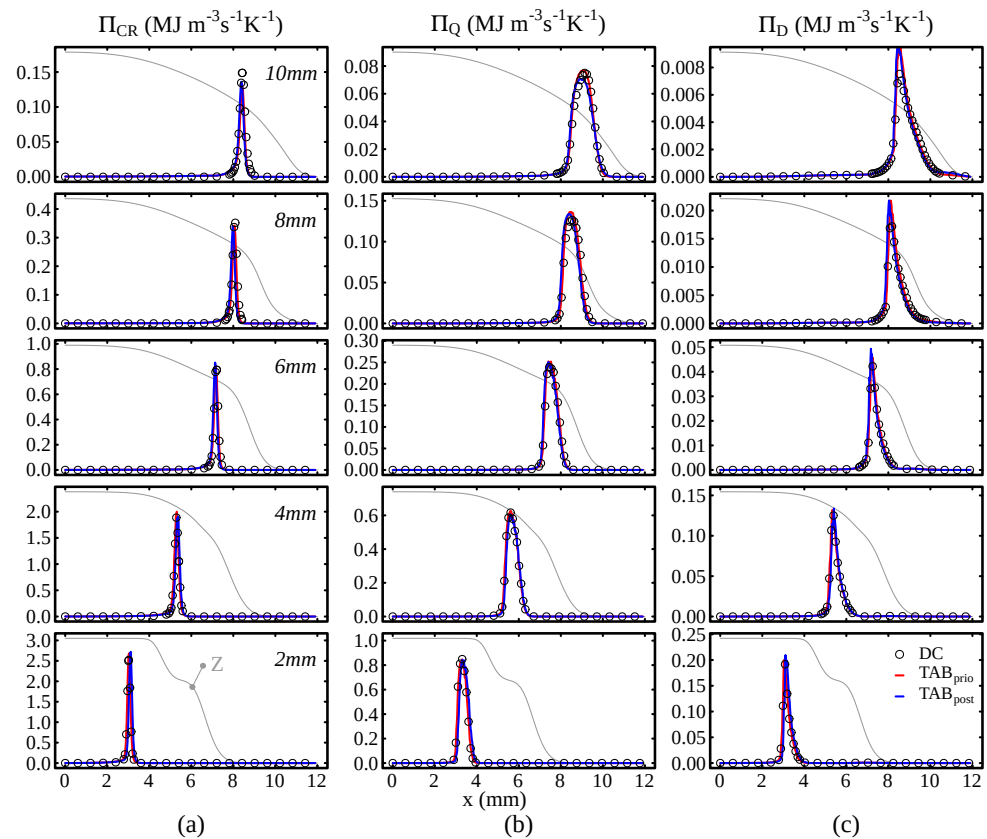 Π_CR (MJ m⁻³s⁻¹K⁻¹) Π_Q (MJ m⁻³s⁻¹K⁻¹) Π_D (MJ m⁻³s⁻¹K⁻¹)
0.15 0.10 0.05 0.00 10mm
0.08 0.06 0.04 0.02 0.00
0.008 0.006 0.004 0.002 0.000
0.4 0.3 0.2 0.1 0.0 8mm
0.15 0.10 0.05 0.00
0.020 0.015 0.010 0.005 0.000
1.0 0.8 0.6 0.4 0.2 0.0 6mm
0.30 0.25 0.20 0.15 0.10 0.05 0.00
0.05 0.04 0.03 0.02 0.01 0.00
2.0 1.5 1.0 0.5 0.0 4mm
0.6 0.4 0.2 0.0
0.15 0.10 0.05 0.00
3.0 2.5 2.0 1.5 1.0 0.5 0.0 2mm Z
1.0 0.8 0.6 0.4 0.2 0.0
0.25 0.20 0.15 0.10 0.05 0.00
DC
TAB_prio
TAB_post
0 2 4 6 8 10 12 0 2 4 6 8 10 12 0 2 4 6 8 10 12
x (mm)
(a) (b) (c)